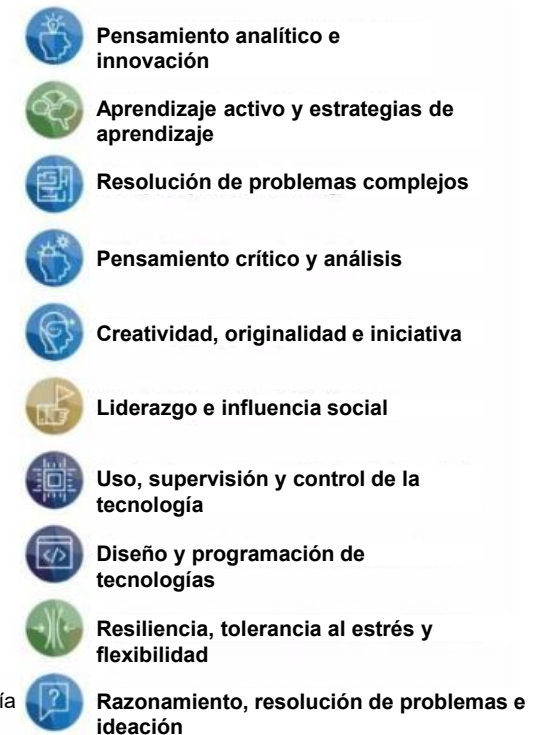 Pensamiento analítico e
innovación
Aprendizaje activo y estrategias de
aprendizaje
Resolución de problemas complejos
Pensamiento crítico y análisis
Creatividad, originalidad e iniciativa
Liderazgo e influencia social
Uso, supervisión y control de la
tecnología
</>
Diseño y programación de
tecnologías
Resiliencia, tolerancia al estrés y
flexibilidad
ía
?
Razonamiento, resolución de problemas e
ideación